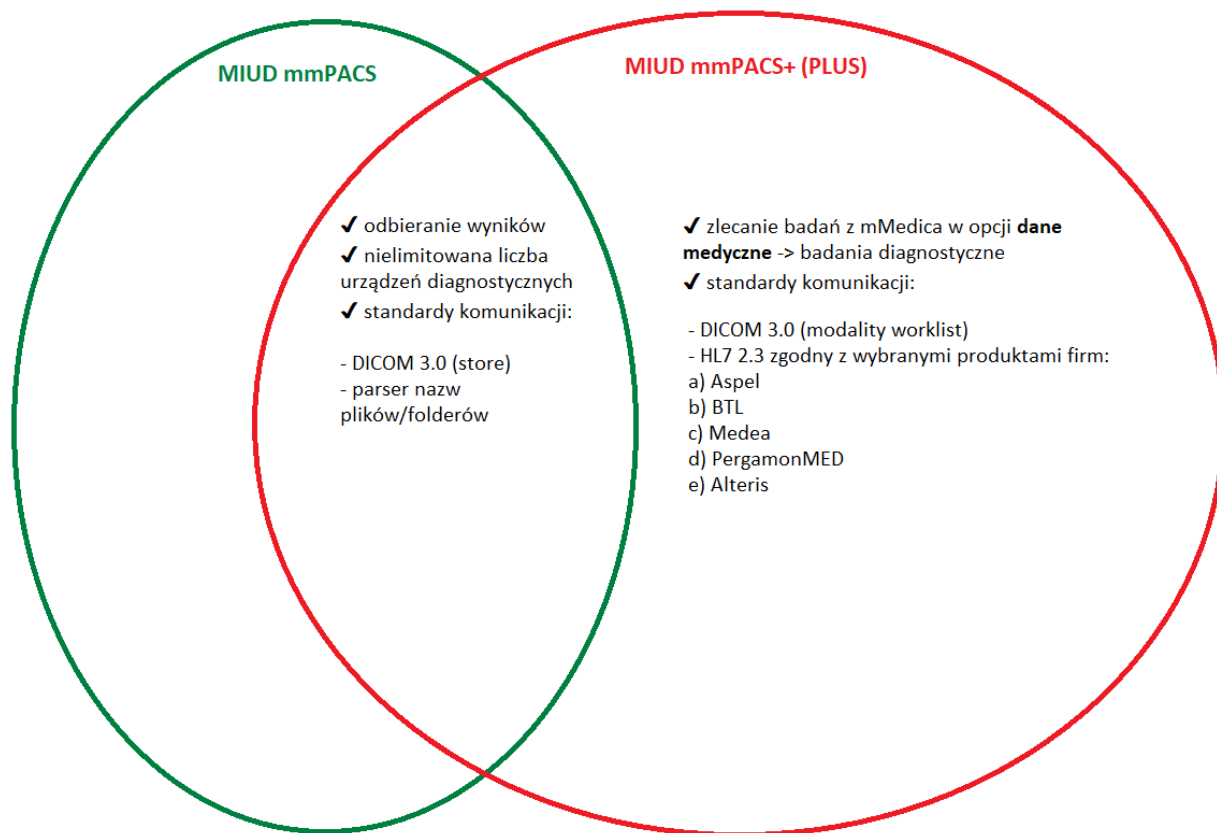 MIUD mmPACS
MIUD mmPACS+ (PLUS)
✔ odbieranie wyników
✔ nielimitowana liczba
urządzeń diagnostycznych
✔ standardy komunikacji:
- DICOM 3.0 (store)
- parser nazw
plików/folderów
✔ zlecanie badań z mMedica w opcji dane
medyczne -> badania diagnostyczne
✔ standardy komunikacji:
- DICOM 3.0 (modality worklist)
- HL7 2.3 zgodny z wybranymi produktami firm:
a) Aspel
b) BTL
c) Medea
d) PergamonMED
e) Alteris